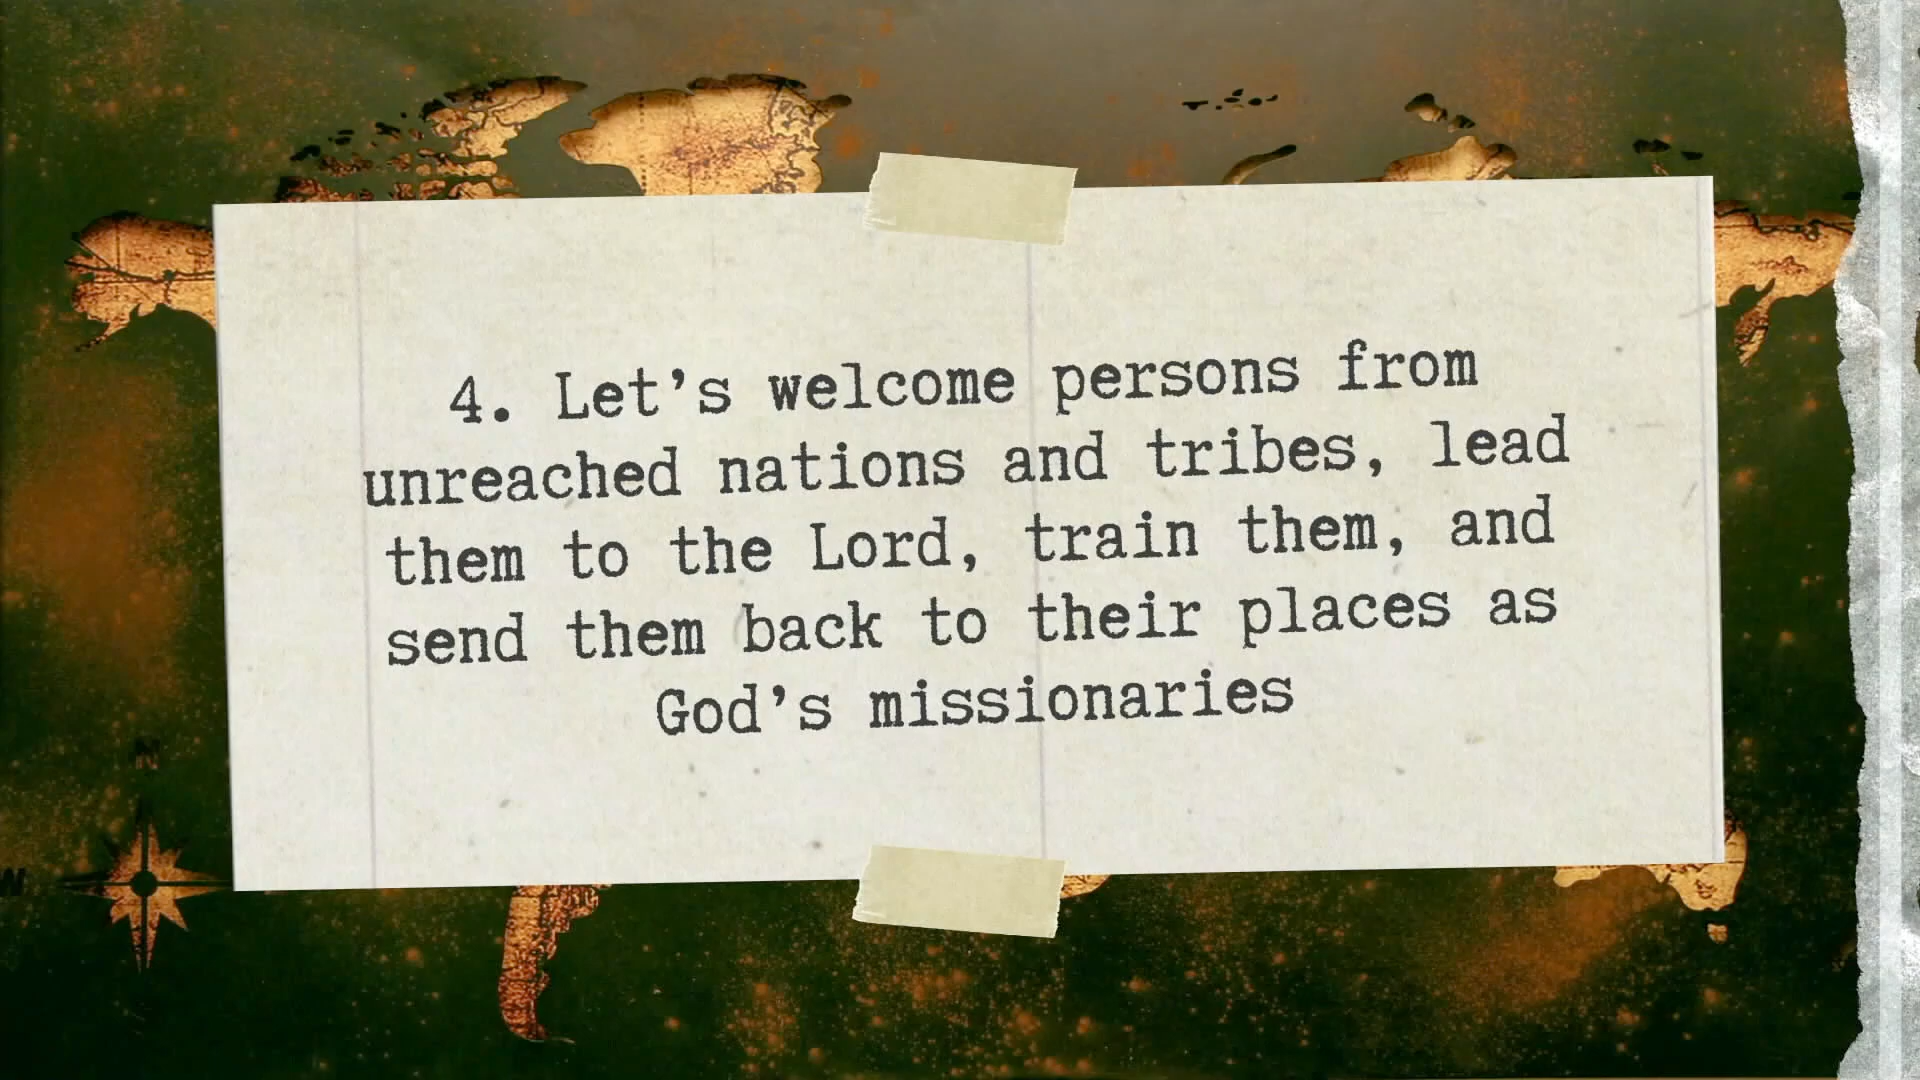 4. Let’s welcome persons from
unreached nations and tribes, lead
them to the Lord, train them, and
send them back to their places as
God’s missionaries
N
W